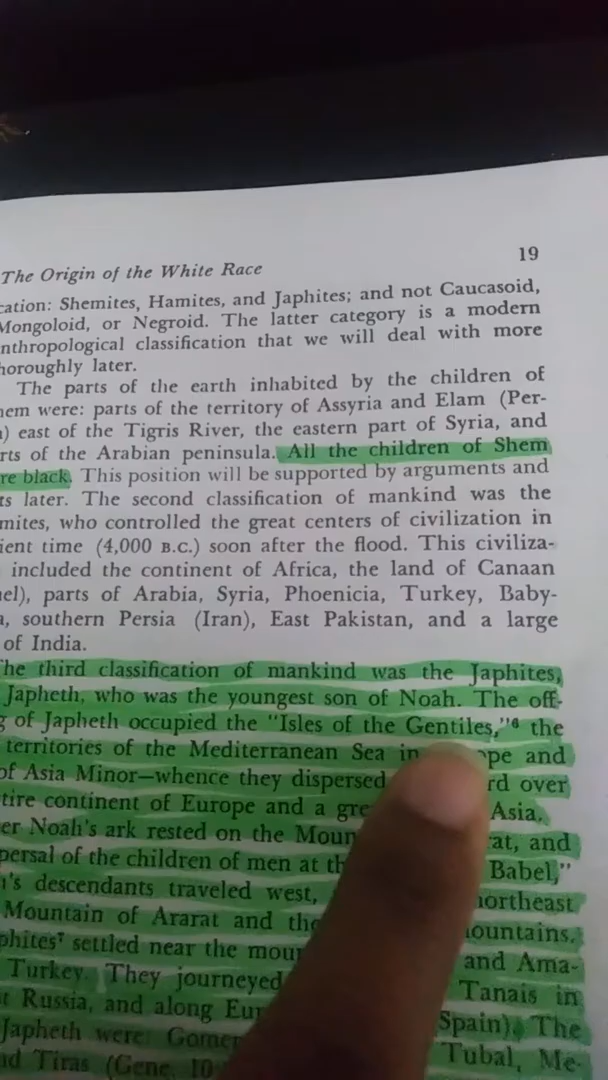 19
The Origin of the White Race
cation: Shemites, Hamites, and Japhites; and not Caucasoid,
Mongoloid, or Negroid. The latter category is a modern
nthropological classification that we will deal with more
horoughly later.
The parts of the earth inhabited by the children of
hem were: parts of the territory of Assyria and Elam (Per-
) east of the Tigris River, the eastern part of Syria, and
rts of the Arabian peninsula. All the children of Shem
re black. This position will be supported by arguments and
ts later. The second classification of mankind was the
mites, who controlled the great centers of civilization in
ient time (4,000 B.C.) soon after the flood. This civiliza-
included the continent of Africa, the land of Canaan
el), parts of Arabia, Syria, Phoenicia, Turkey, Baby-
, southern Persia (Iran), East Pakistan, and a large
of India.
he third classification of mankind was the Japhites,
Japheth, who was the youngest son of Noah. The off-
g of Japheth occupied the "Isles of the Gentiles,"⁶ the
territories of the Mediterranean Sea in pe and
of Asia Minor—whence they dispersed rd over
tire continent of Europe and a gre Asia.
er Noah's ark rested on the Moun rat, and
persal of the children of men at th Babel,"
's descendants traveled west, northeast
Mountain of Ararat and the ountains.
phites⁷ settled near the mou and Ama-
Turkey. They journeyed Tanais in
t Russia, and along Eu Spain). The
Japheth were: Gomer Tubal, Me-
nd Tiras (Gene. 10